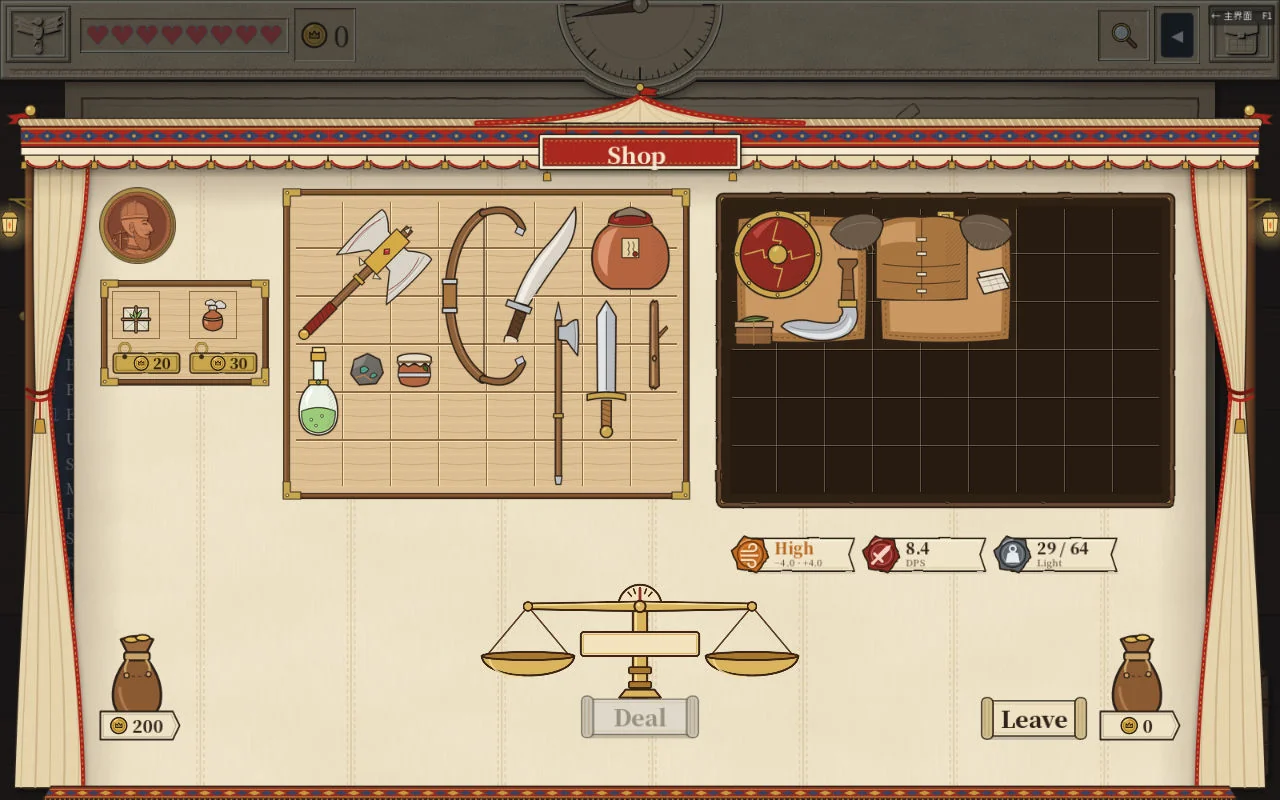 0
← 主界面 F1
Shop
20
30
High
-4.0 - +4.0
8.4
DPS
29 / 64
Light
200
Deal
Leave
0